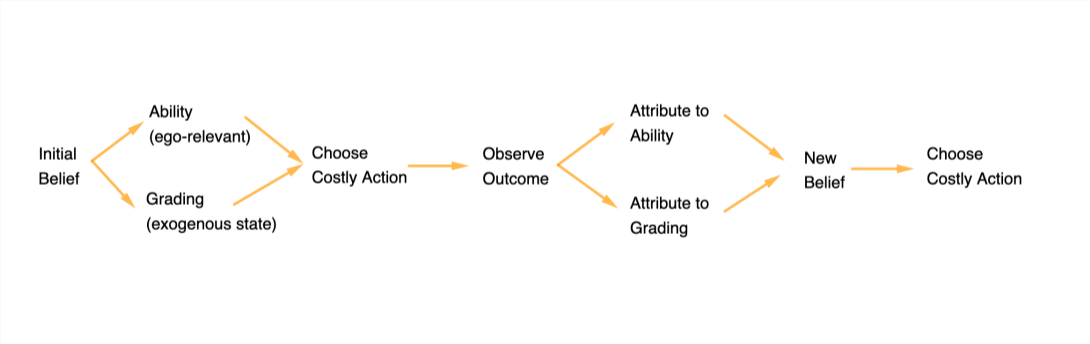 Initial
Belief
Ability
(ego-relevant)
Grading
(exogenous state)
Choose
Costly Action
Observe
Outcome
Attribute to
Ability
Attribute to
Grading
New
Belief
Choose
Costly Action